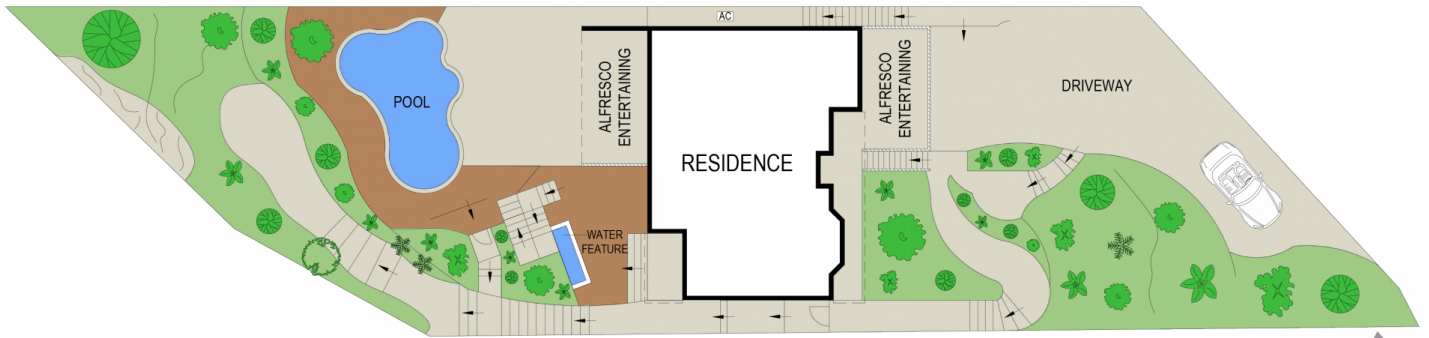 AC
POOL
ALFRESCO
ENTERTAINING
RESIDENCE
ALFRESCO
ENTERTAINING
DRIVEWAY
WATER
FEATURE